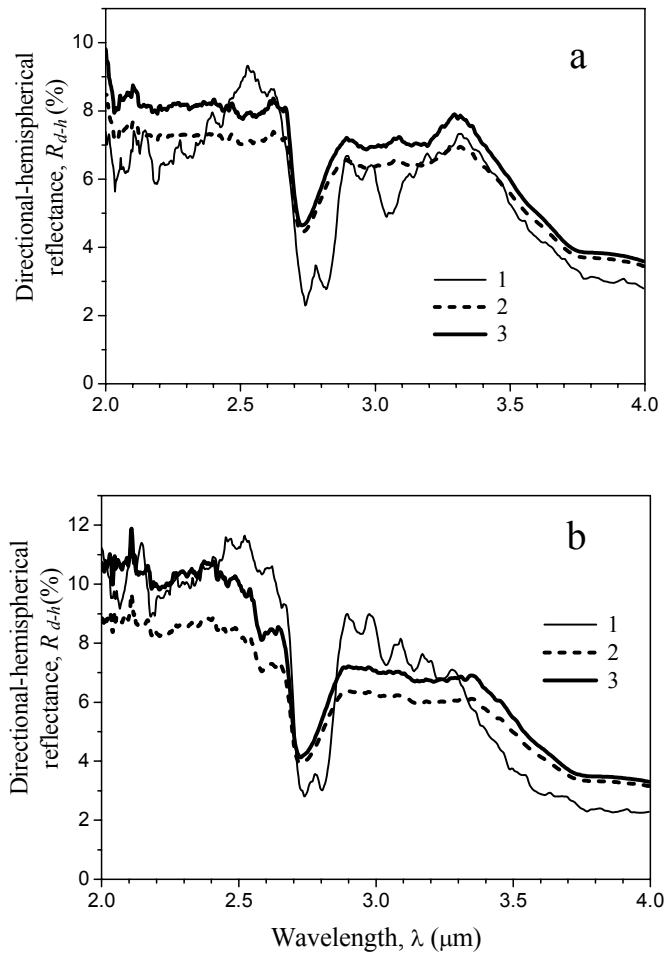 a
Directional-hemispherical
reflectance, R d-h (%)
10
8
6
4
2
0
1
2
3
2.0 2.5 3.0 3.5 4.0
b
Directional-hemispherical
reflectance, R d-h (%)
12
10
8
6
4
2
0
1
2
3
2.0 2.5 3.0 3.5 4.0
Wavelength, λ (μm)